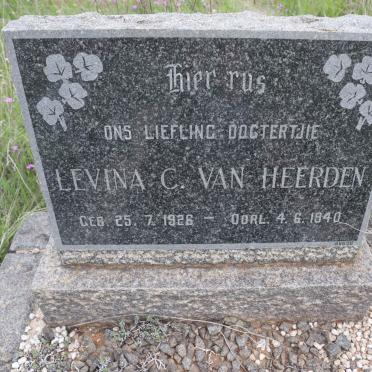 Hier rus
ONS LIEFLING DOGTERTJIE
LEVINA C. VAN HEERDEN
GEB. 25. 7. 1926 – OORL. 4. 6. 1940